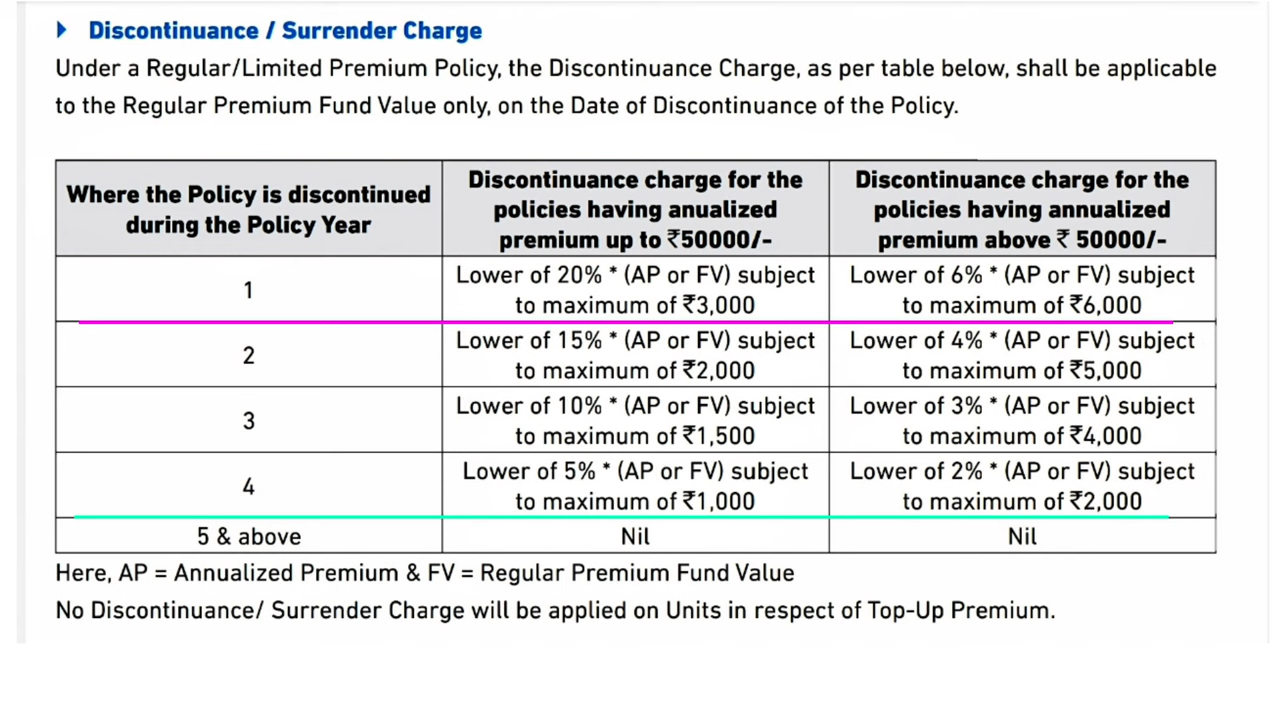 Discontinuance / Surrender Charge
Under a Regular/Limited Premium Policy, the Discontinuance Charge, as per table below, shall be applicable
to the Regular Premium Fund Value only, on the Date of Discontinuance of the Policy.
Where the Policy is discontinued
during the Policy Year
Discontinuance charge for the
policies having anualized
premium up to ₹50000/-
Discontinuance charge for the
policies having annualized
premium above ₹ 50000/-
1
Lower of 20% * (AP or FV) subject
to maximum of ₹3,000
Lower of 6% * (AP or FV) subject
to maximum of ₹6,000
2
Lower of 15% * (AP or FV) subject
to maximum of ₹2,000
Lower of 4% * (AP or FV) subject
to maximum of ₹5,000
3
Lower of 10% * (AP or FV) subject
to maximum of ₹1,500
Lower of 3% * (AP or FV) subject
to maximum of ₹4,000
4
Lower of 5% * (AP or FV) subject
to maximum of ₹1,000
Lower of 2% * (AP or FV) subject
to maximum of ₹2,000
5 & above
Nil
Nil
Here, AP = Annualized Premium & FV = Regular Premium Fund Value
No Discontinuance/ Surrender Charge will be applied on Units in respect of Top-Up Premium.